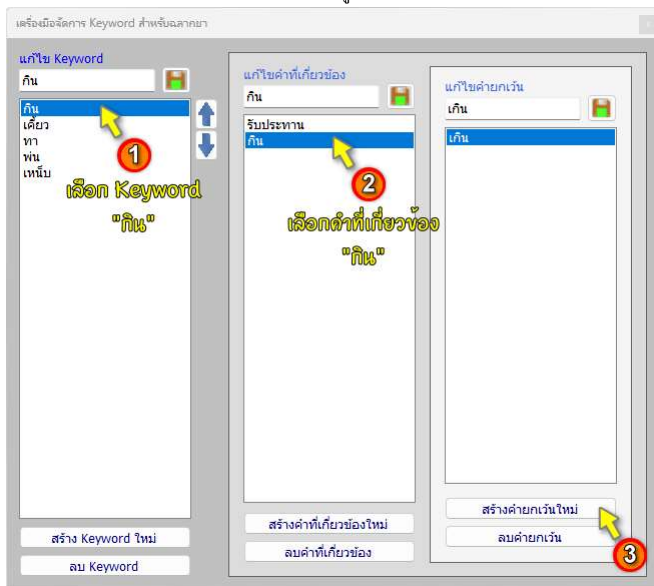 เครื่องมือจัดการ Keyword สำหรับฉลากยา
แก้ไข Keyword
กิน
กิน
เคี้ยว
ทา
พ่น
เหน็บ
1
เลือก Keyword
"กิน"
สร้าง Keyword ใหม่
ลบ Keyword
แก้ไขคำที่เกี่ยวข้อง
กิน
รับประทาน
กิน
2
เลือกคำที่เกี่ยวข้อง
"กิน"
สร้างคำที่เกี่ยวข้องใหม่
ลบคำที่เกี่ยวข้อง
แก้ไขคำยกเว้น
เกิน
เกิน
สร้างคำยกเว้นใหม่
ลบคำยกเว้น
3